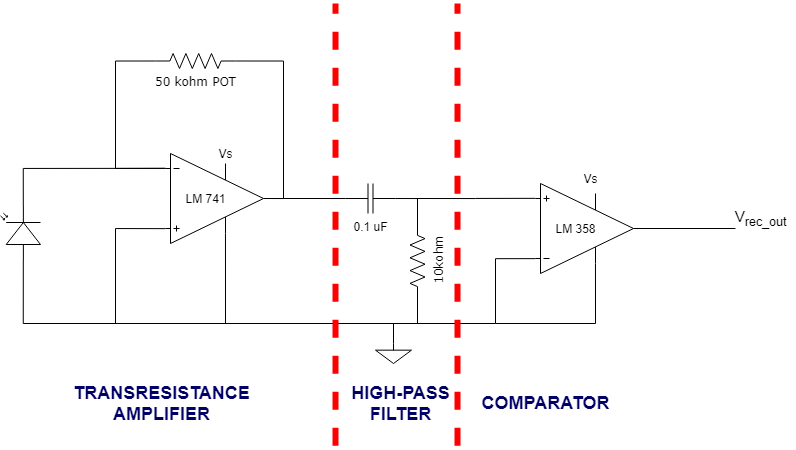 50 kohm POT
Vs
−
LM 741
+
0.1 uF
10kohm
Vs
+
LM 358
−
Vrec_out
TRANSRESISTANCE
AMPLIFIER
HIGH-PASS
FILTER
COMPARATOR